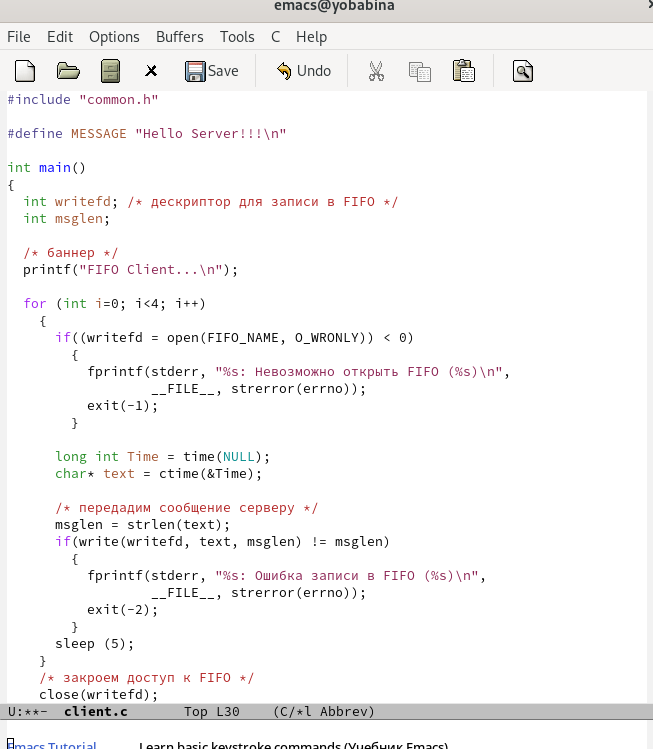 emacs@yobabina
File Edit Options Buffers Tools C Help
Save Undo
#include "common.h"
#define MESSAGE "Hello Server!!!\n"
int main()
{
int writefd; /* дескриптор для записи в FIFO */
int msglen;
/* баннер */
printf("FIFO Client...\n");
for (int i=0; i<4; i++)
{
if((writefd = open(FIFO_NAME, O_WRONLY)) < 0)
{
fprintf(stderr, "%s: Невозможно открыть FIFO (%s)\n",
__FILE__, strerror(errno));
exit(-1);
}
long int Time = time(NULL);
char* text = ctime(&Time);
/* передадим сообщение серверу */
msglen = strlen(text);
if(write(writefd, text, msglen) != msglen)
{
fprintf(stderr, "%s: Ошибка записи в FIFO (%s)\n",
__FILE__, strerror(errno));
exit(-2);
}
sleep (5);
}
/* закроем доступ к FIFO */
close(writefd);
U:**- client.c Top L30 (C/*l Abbrev)
Emacs Tutorial Learn basic keystroke commands (Учебник Emacs)